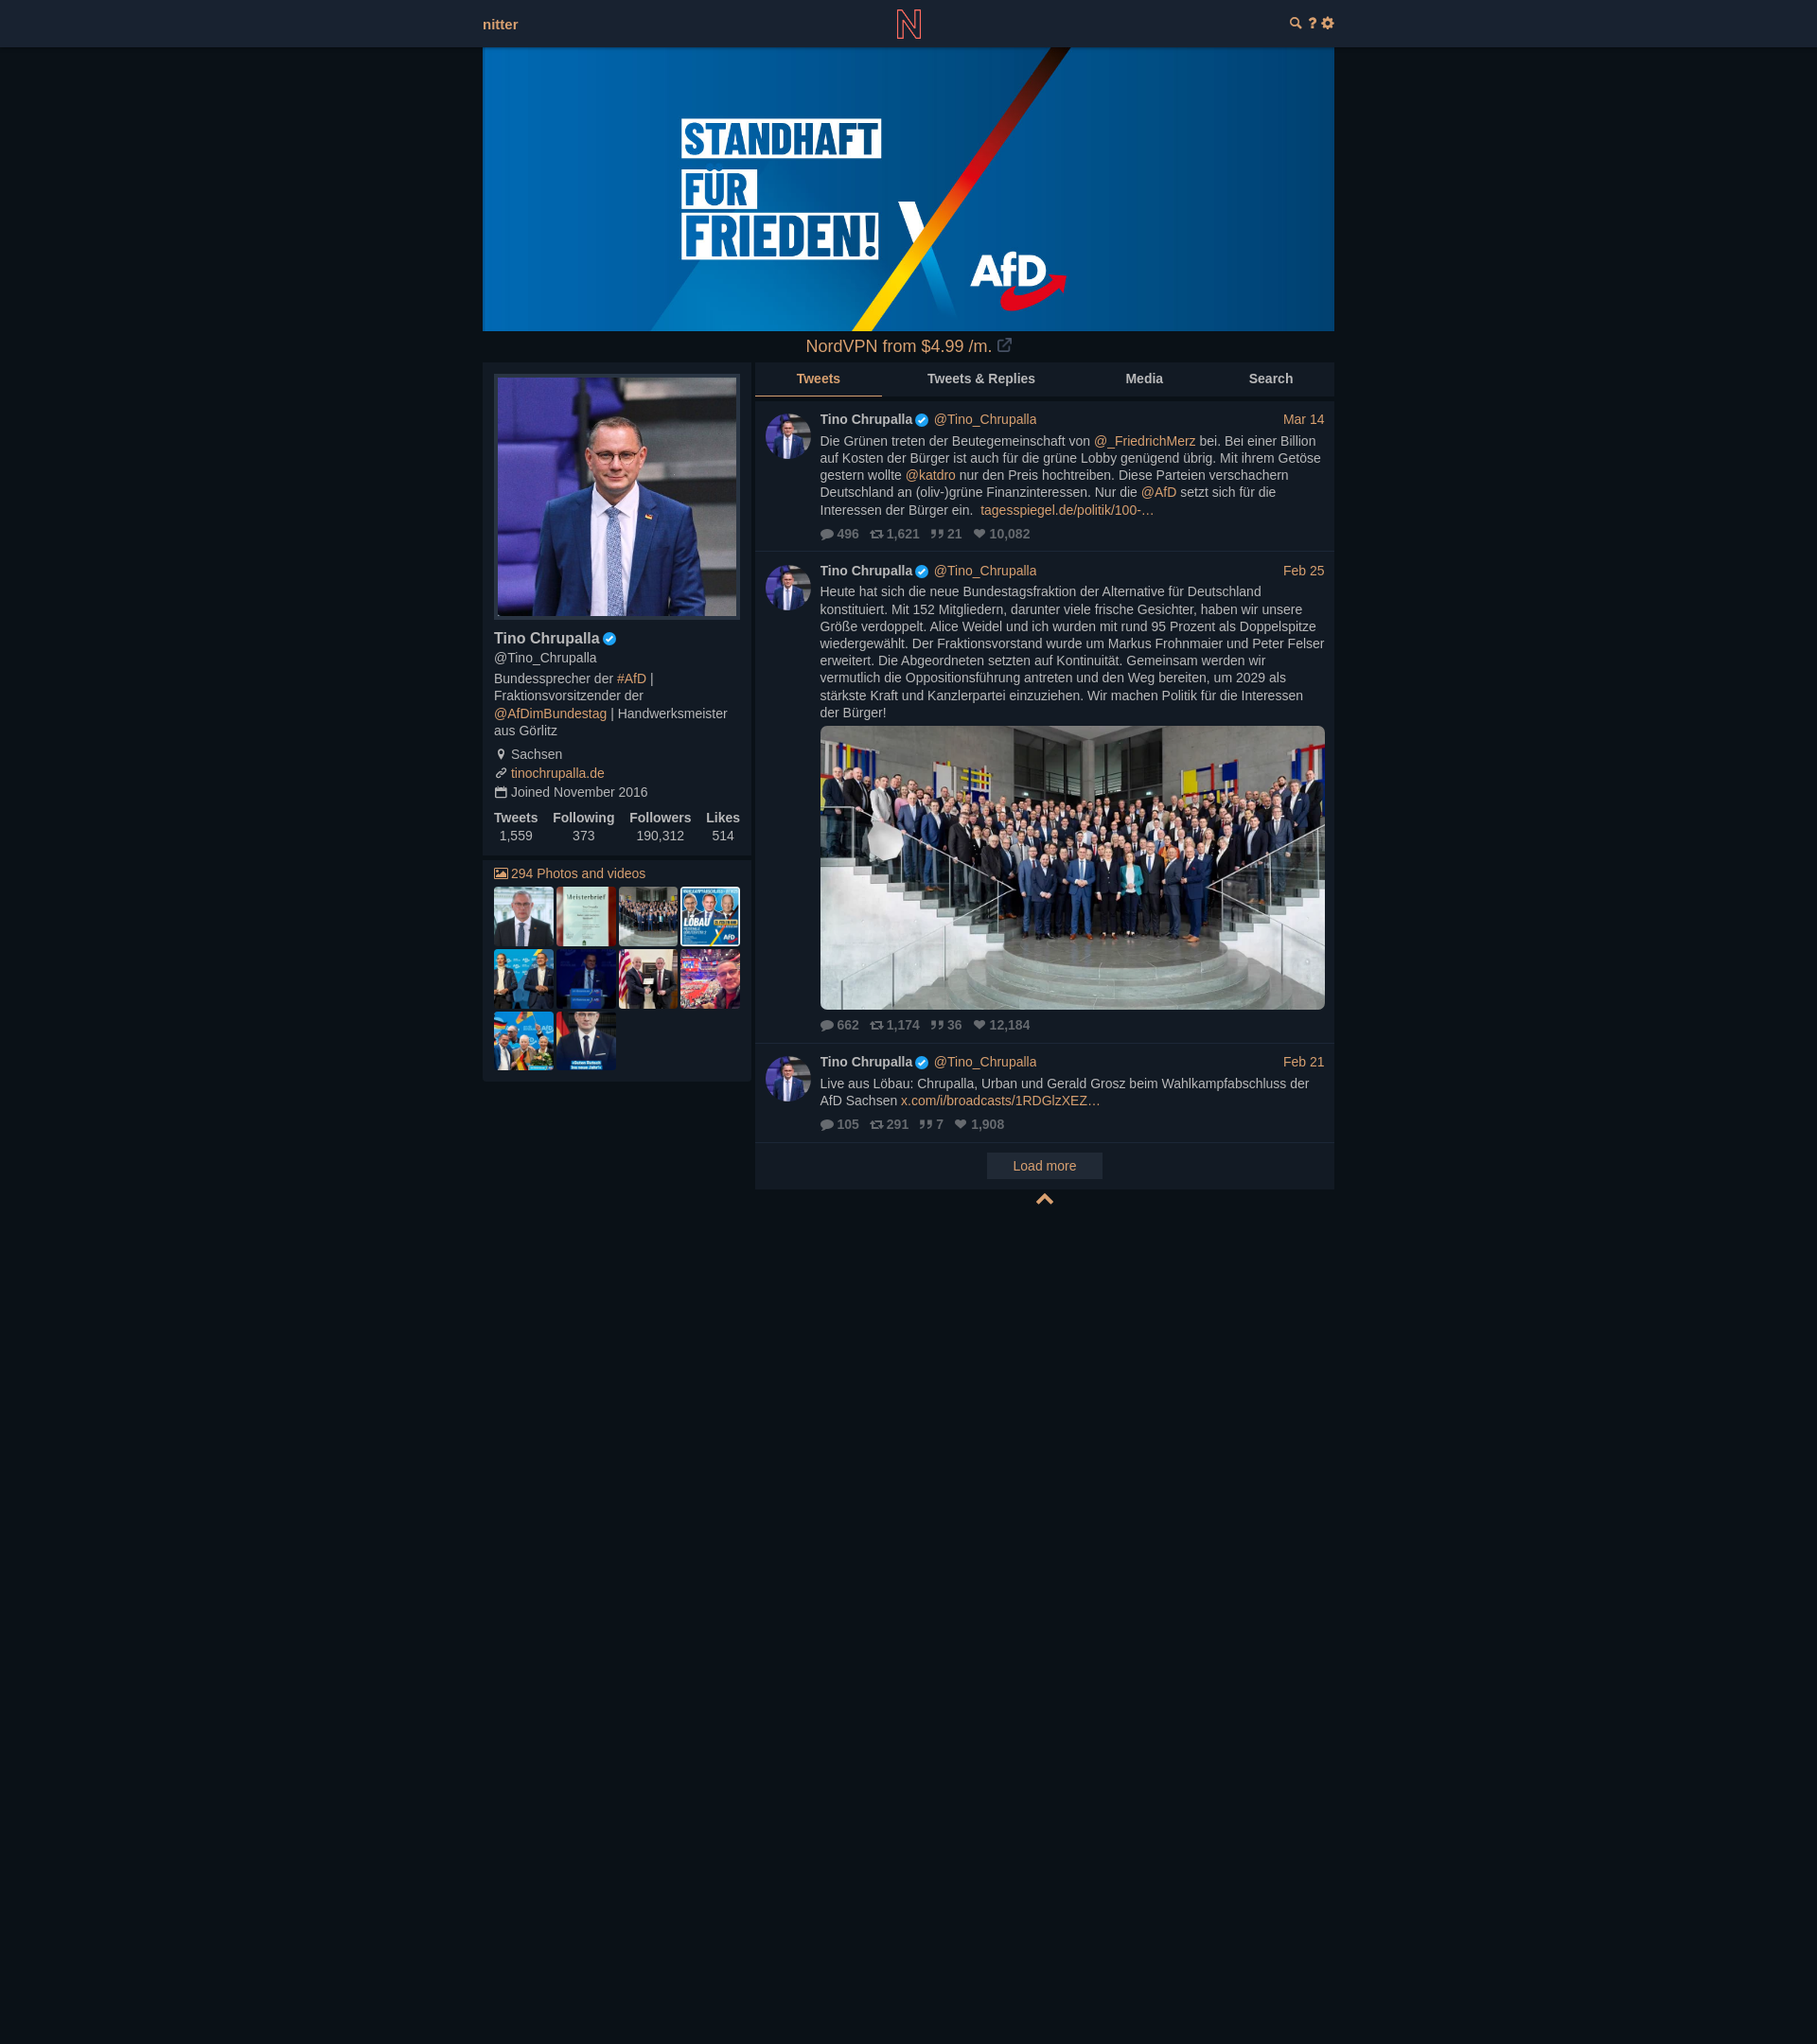 nitter
STANDHAFT
FÜR
FRIEDEN!
AfD
NordVPN from $4.99 /m.
Tino Chrupalla
@Tino_Chrupalla
Bundessprecher der #AfD |
Fraktionsvorsitzender der
@AfDimBundestag | Handwerksmeister
aus Görlitz
Sachsen
tinochrupalla.de
Joined November 2016
Tweets Following Followers Likes
1,559 373 190,312 514
294 Photos and videos
Meisterbrief
LÖBAU
AfD
Tweets Tweets & Replies Media Search
Tino Chrupalla @Tino_Chrupalla Mar 14
Die Grünen treten der Beutegemeinschaft von @_FriedrichMerz bei. Bei einer Billion
auf Kosten der Bürger ist auch für die grüne Lobby genügend übrig. Mit ihrem Getöse
gestern wollte @katdro nur den Preis hochtreiben. Diese Parteien verschachern
Deutschland an (oliv-)grüne Finanzinteressen. Nur die @AfD setzt sich für die
Interessen der Bürger ein. tagesspiegel.de/politik/100-…
496 1,621 21 10,082
Tino Chrupalla @Tino_Chrupalla Feb 25
Heute hat sich die neue Bundestagsfraktion der Alternative für Deutschland
konstituiert. Mit 152 Mitgliedern, darunter viele frische Gesichter, haben wir unsere
Größe verdoppelt. Alice Weidel und ich wurden mit rund 95 Prozent als Doppelspitze
wiedergewählt. Der Fraktionsvorstand wurde um Markus Frohnmaier und Peter Felser
erweitert. Die Abgeordneten setzten auf Kontinuität. Gemeinsam werden wir
vermutlich die Oppositionsführung antreten und den Weg bereiten, um 2029 als
stärkste Kraft und Kanzlerpartei einzuziehen. Wir machen Politik für die Interessen
der Bürger!
662 1,174 36 12,184
Tino Chrupalla @Tino_Chrupalla Feb 21
Live aus Löbau: Chrupalla, Urban und Gerald Grosz beim Wahlkampfabschluss der
AfD Sachsen x.com/i/broadcasts/1RDGlzXEZ…
105 291 7 1,908
Load more